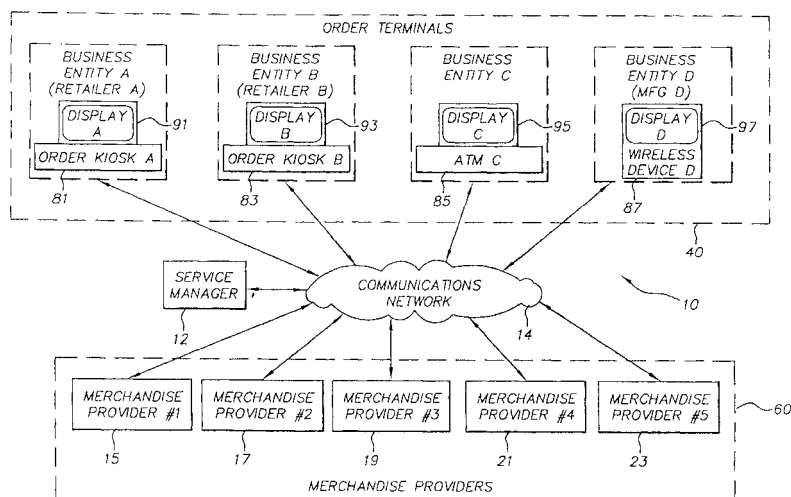 ORDER TERMINALS
BUSINESS
ENTITY A
(RETAILER A)
DISPLAY
A
91
ORDER KIOSK A
81
BUSINESS
ENTITY B
(RETAILER B)
DISPLAY
B
93
ORDER KIOSK B
83
BUSINESS
ENTITY C
DISPLAY
C
95
ATM C
85
BUSINESS
ENTITY D
(MFG D)
DISPLAY
D
97
WIRELESS
DEVICE D
87
40
SERVICE
MANAGER
12
COMMUNICATIONS
NETWORK
14
10
MERCHANDISE
PROVIDER #1
15
MERCHANDISE
PROVIDER #2
17
MERCHANDISE
PROVIDER #3
19
MERCHANDISE
PROVIDER #4
21
MERCHANDISE
PROVIDER #5
23
60
MERCHANDISE PROVIDERS